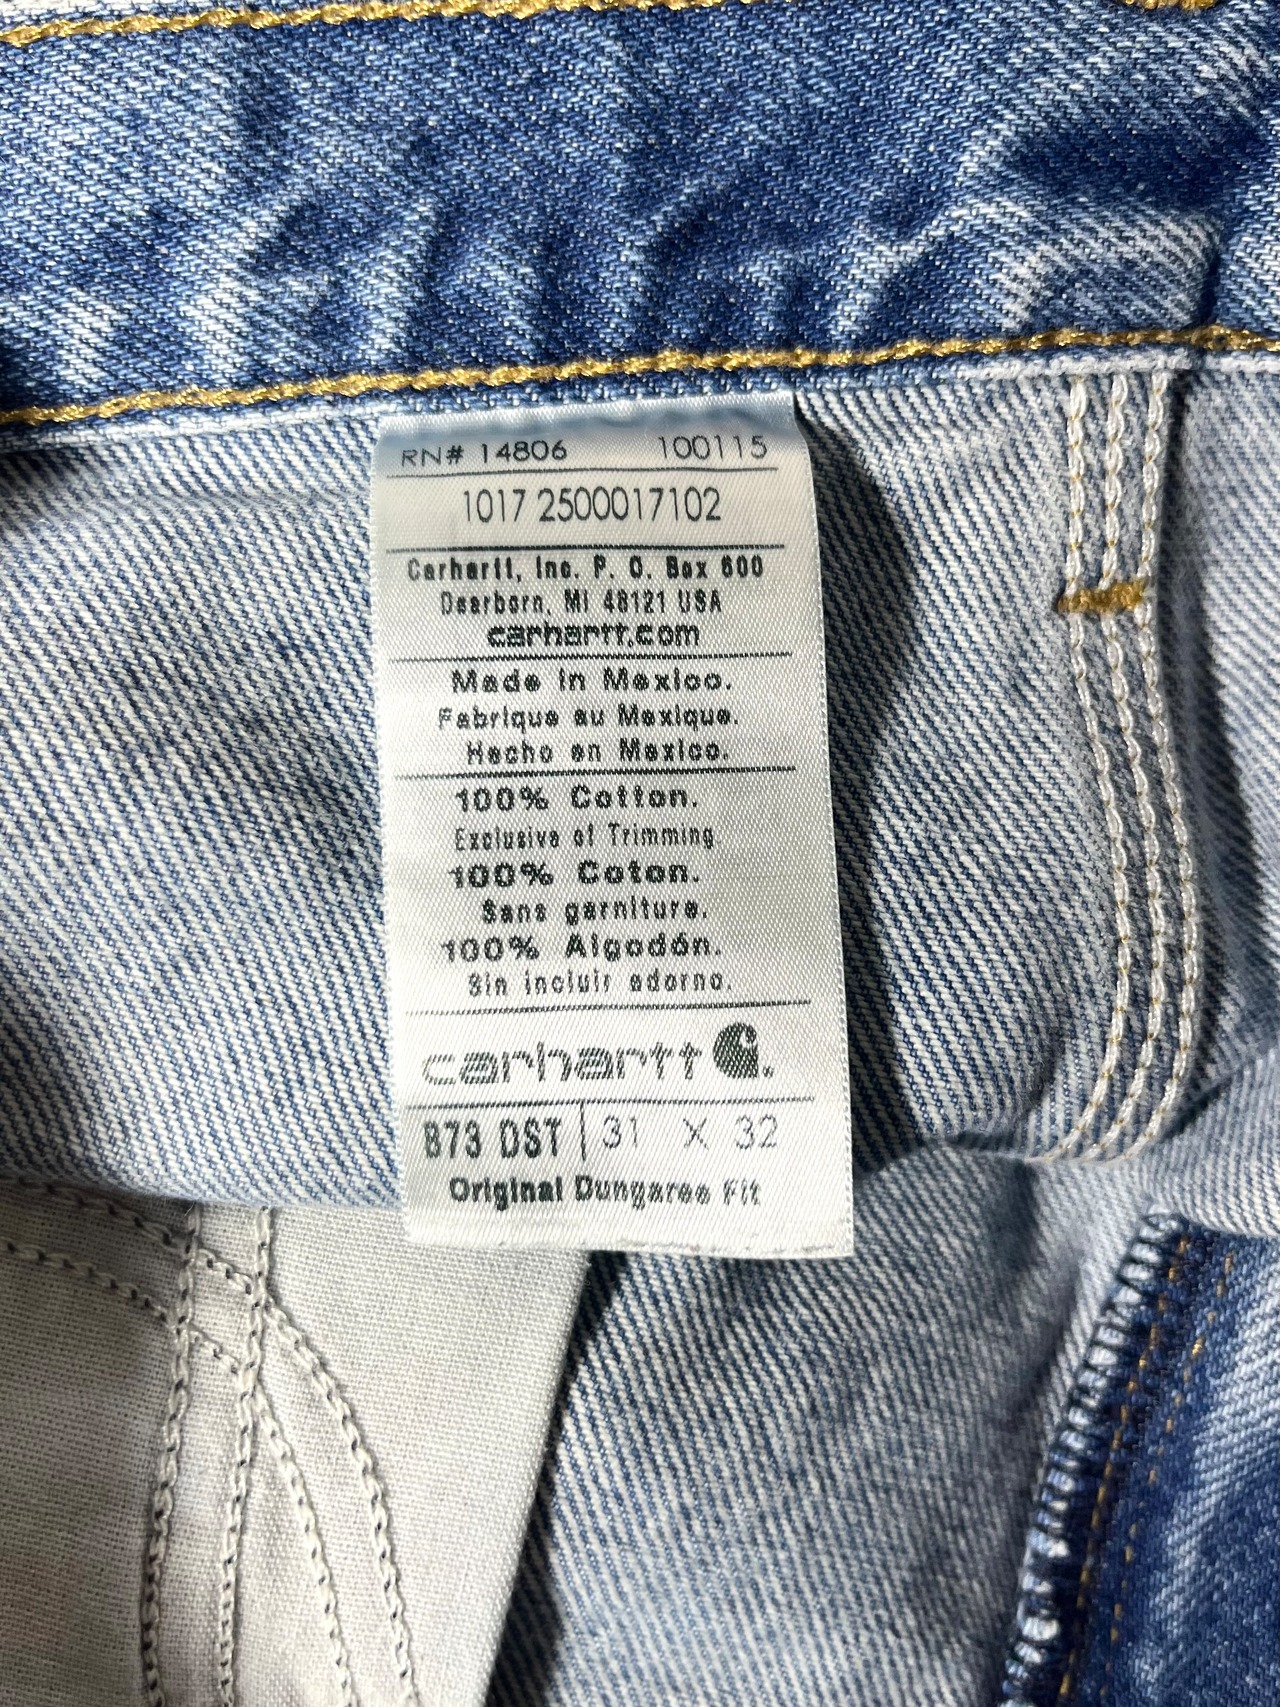 RN# 14806 100115
1017 2500017102
Carhartt, Inc. P. O. Box 600
Dearborn, MI 48121 USA
carhartt.com
Made in Mexico.
Fabriqué au Mexique.
Hecho en Mexico.
100% Cotton.
Exclusive of Trimming
100% Coton.
Sans garniture.
100% Algodón.
Sin incluir adorno.
carhartt
B73 DST 31 X 32
Original Dungaree Fit